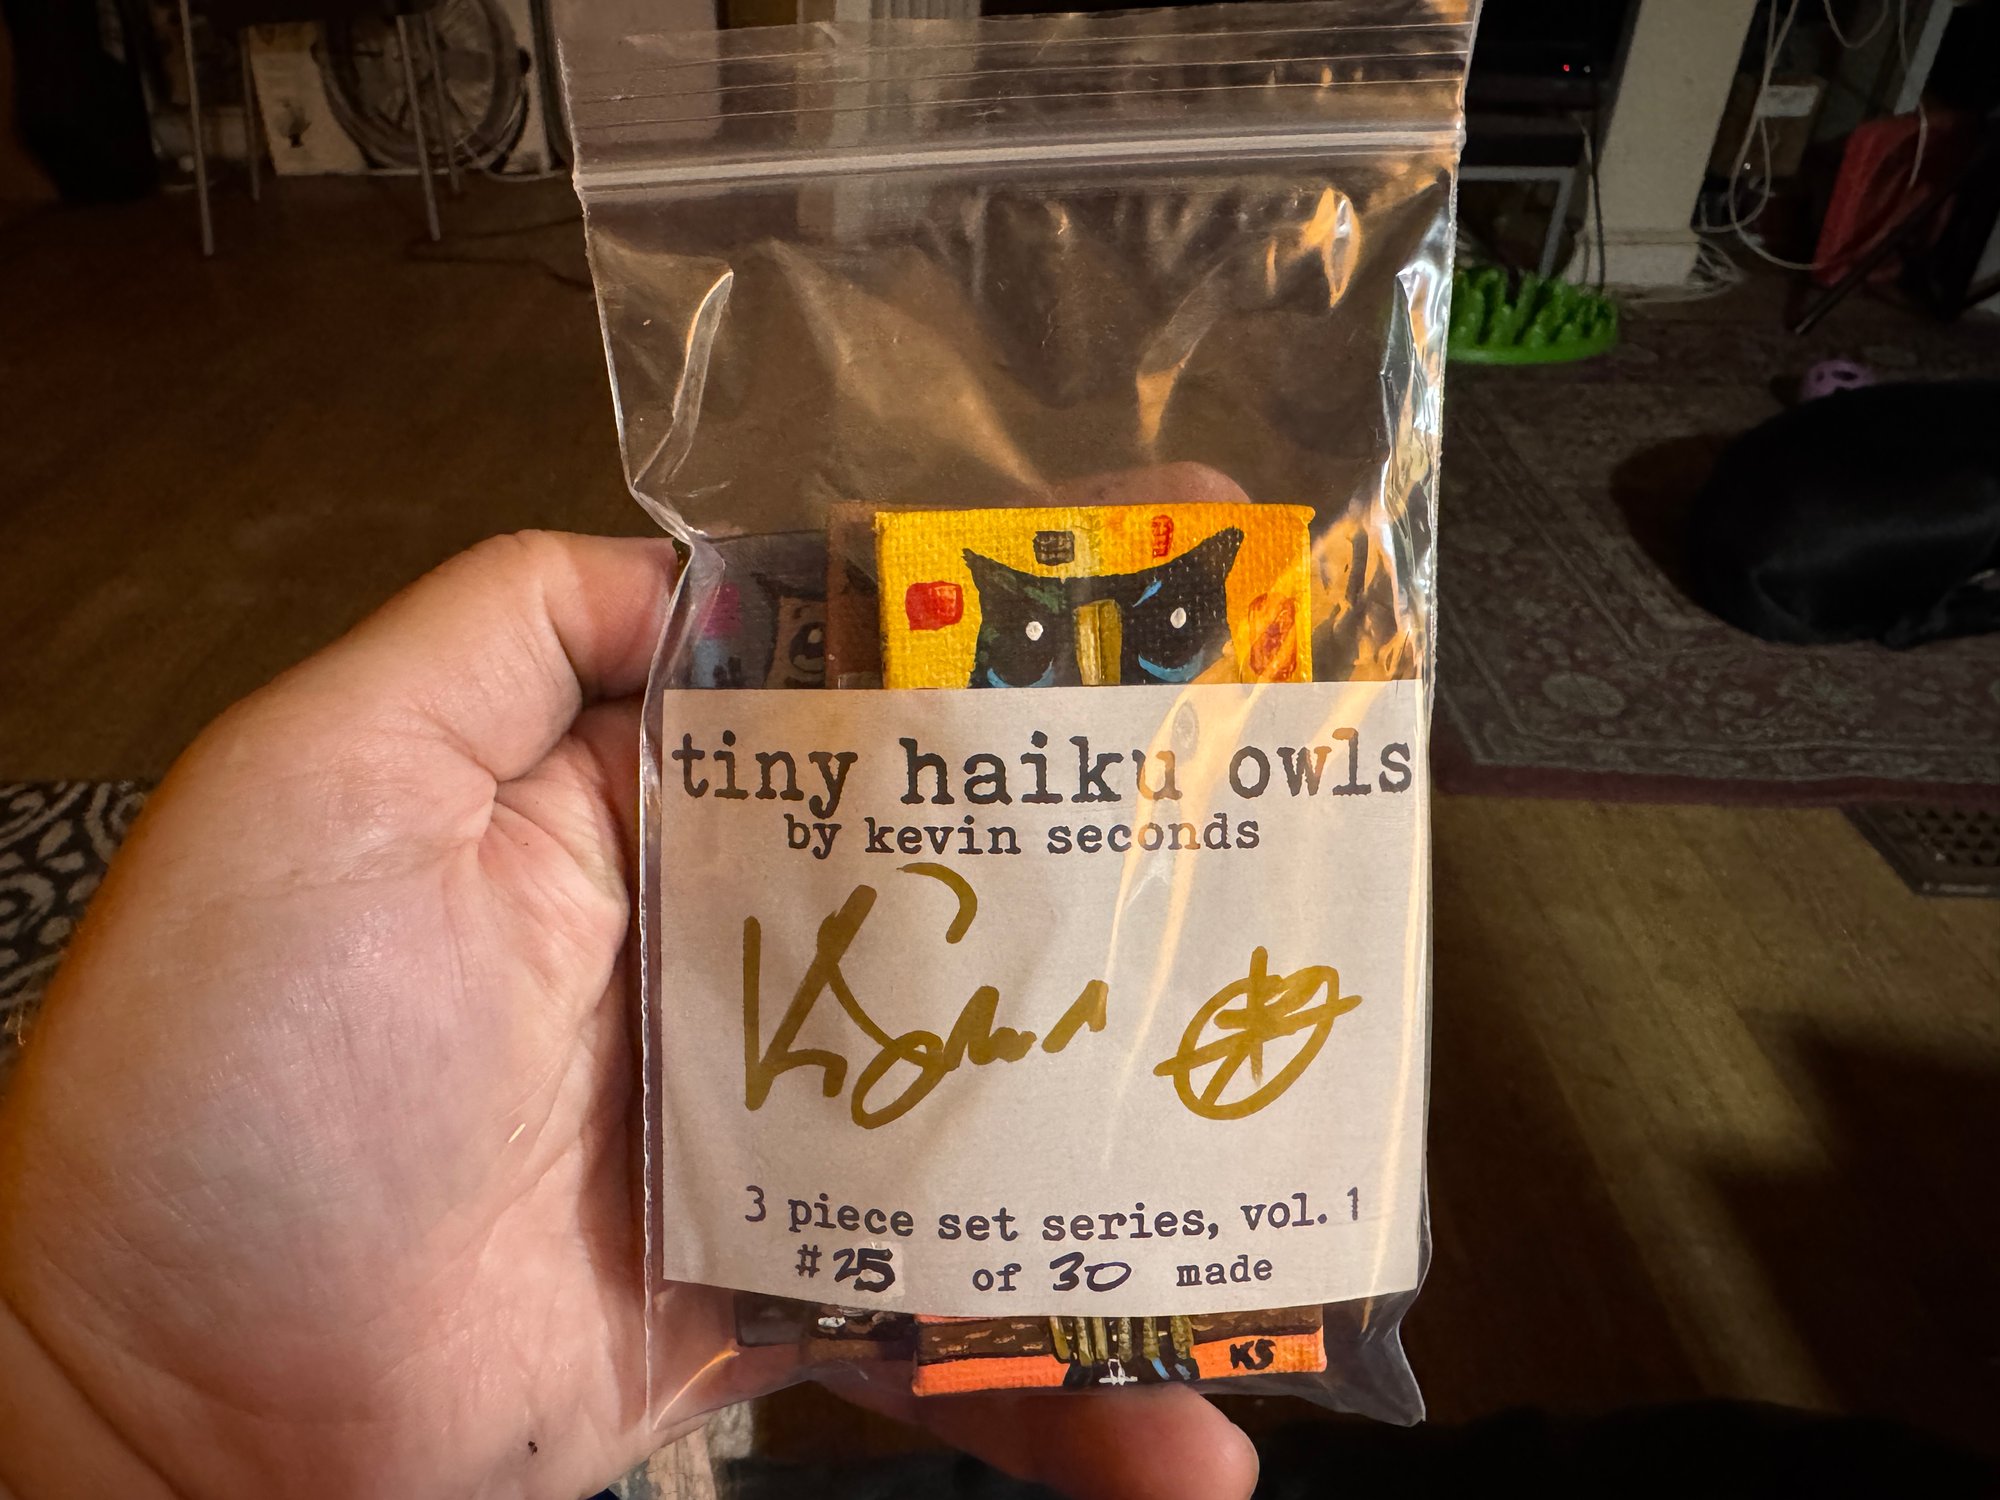 tiny haiku owls
by kevin seconds
3 piece set series, vol. 1
#25 of 30 made
KS